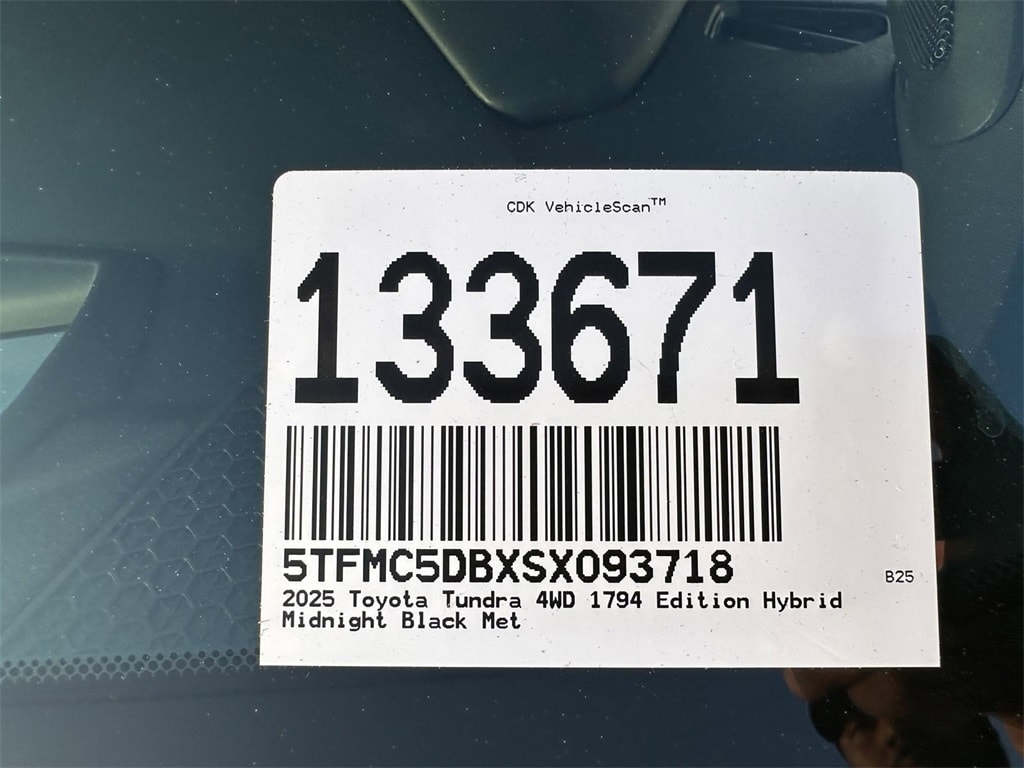 CDK VehicleScan™
133671
5TFMC5DBXSX093718
B25
2025 Toyota Tundra 4WD 1794 Edition Hybrid
Midnight Black Met